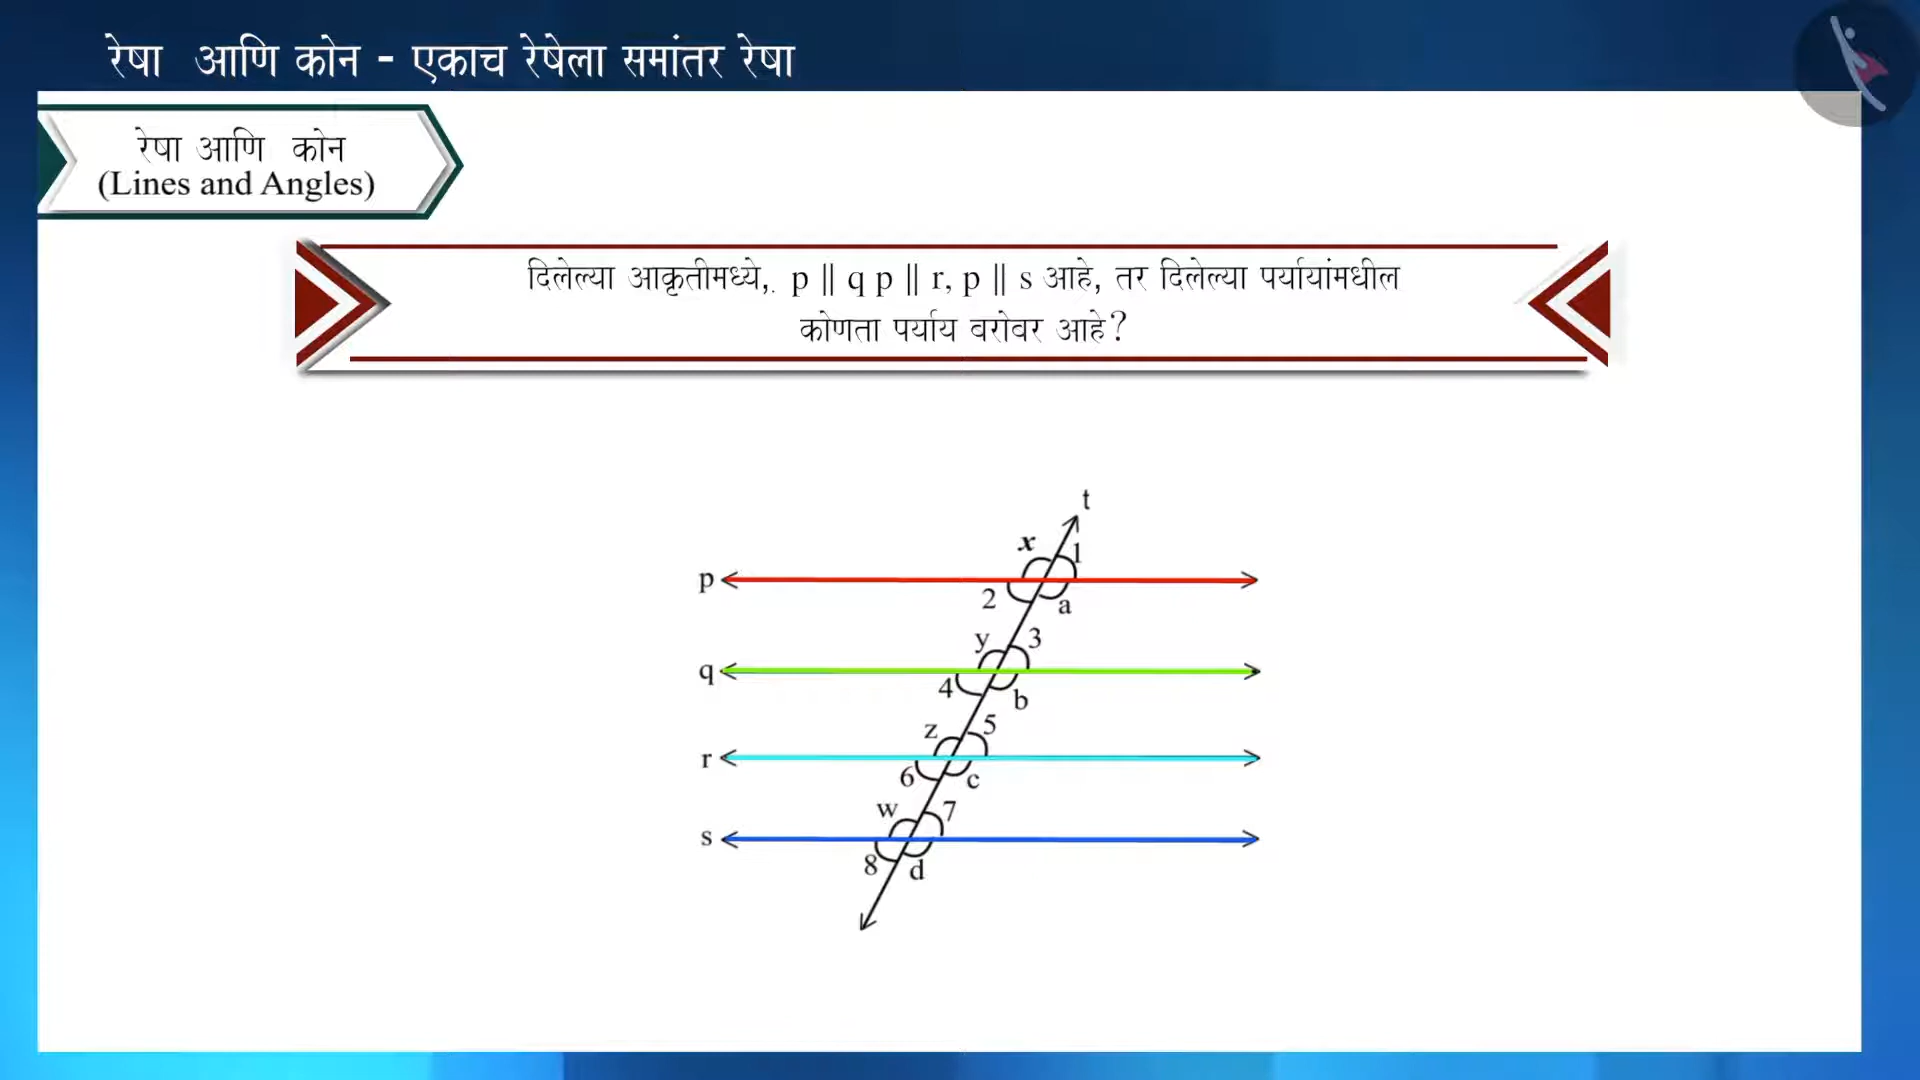 रेषा आणि कोन - एकाच रेषेला समांतर रेषा
रेषा आणि कोन
(Lines and Angles)
दिलेल्या आकृतीमध्ये,. p || q p || r, p || s आहे, तर दिलेल्या पर्यायांमधील
कोणता पर्याय बरोबर आहे?
t
x 1
p
2 a
y 3
q
4 b
z 5
r
6 c
w 7
s
8 d